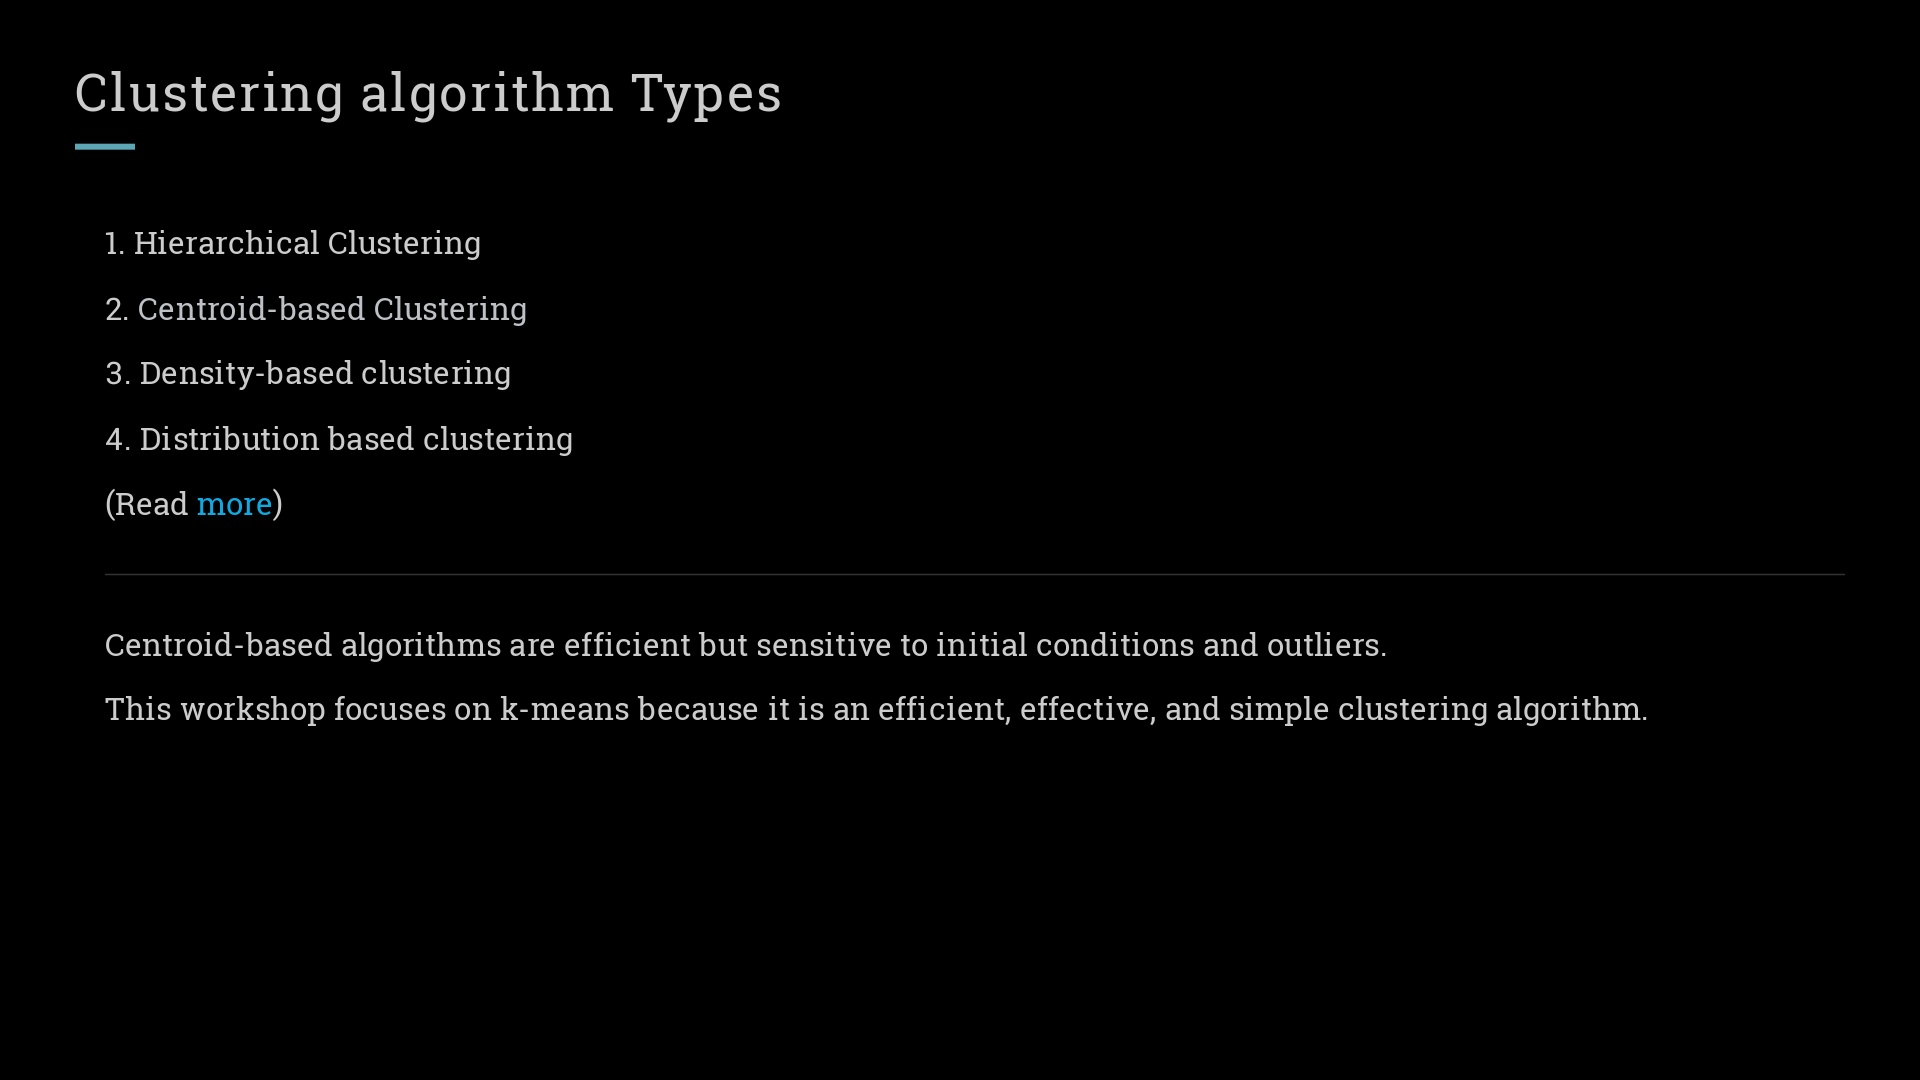 Clustering algorithm Types
1. Hierarchical Clustering
2. Centroid-based Clustering
3. Density-based clustering
4. Distribution based clustering
(Read more)
Centroid-based algorithms are efficient but sensitive to initial conditions and outliers.
This workshop focuses on k-means because it is an efficient, effective, and simple clustering algorithm.